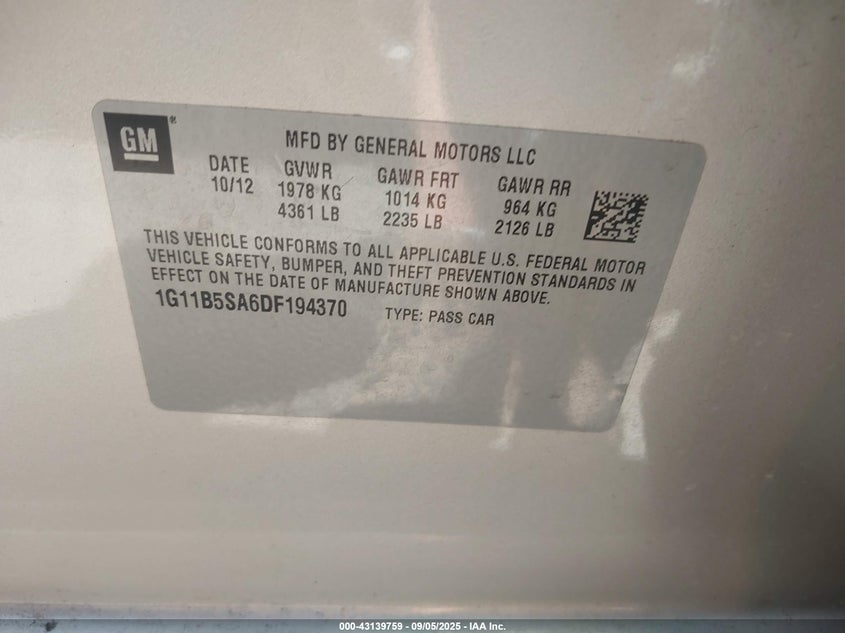 GM®
MFD BY GENERAL MOTORS LLC
DATE GVWR GAWR FRT GAWR RR
10/12 1978 KG 1014 KG 964 KG
4361 LB 2235 LB 2126 LB
THIS VEHICLE CONFORMS TO ALL APPLICABLE U.S. FEDERAL MOTOR
VEHICLE SAFETY, BUMPER, AND THEFT PREVENTION STANDARDS IN
EFFECT ON THE DATE OF MANUFACTURE SHOWN ABOVE.
1G11B5SA6DF194370 TYPE: PASS CAR
000-43139759 - 09/05/2025 - IAA Inc.